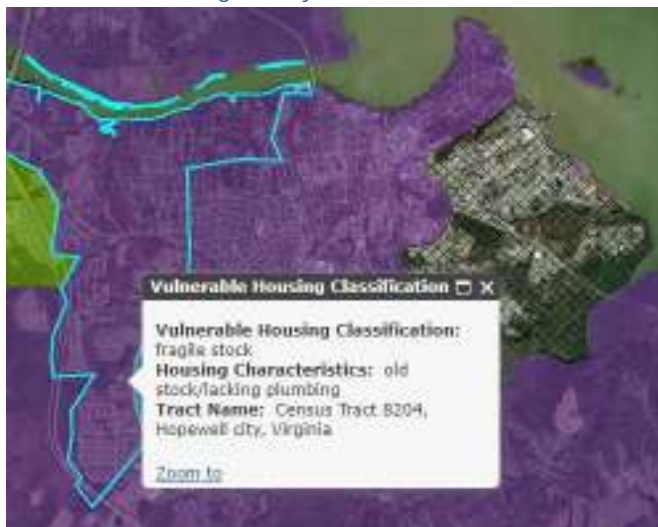 Vulnerable Housing Classification
Vulnerable Housing Classification:
fragile stock
Housing Characteristics: old
stock/lacking plumbing
Tract Name: Census Tract 8204,
Hopewell city, Virginia
Zoom to